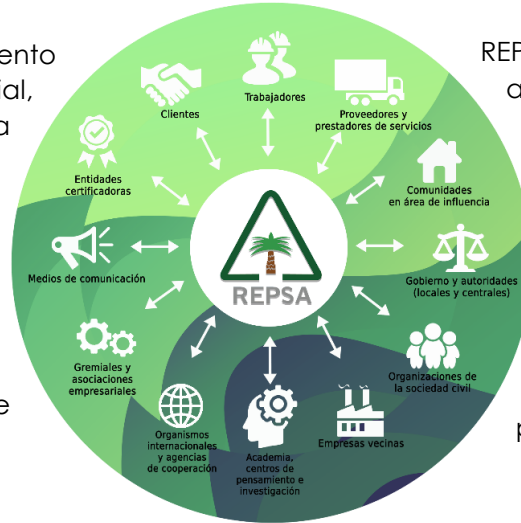 ento
ial,
a
e
REP
a
p
Trabajadores
Proveedores y
prestadores de servicios
Comunidades
en área de influencia
Gobierno y autoridades
(locales y centrales)
Organizaciones de
la sociedad civil
Empresas vecinas
Academia,
centros de
pensamiento e
investigación
Organismos
internacionales
y agencias
de cooperación
Gremiales y
asociaciones
empresariales
Medios de comunicación
Entidades
certificadoras
Clientes
REPSA